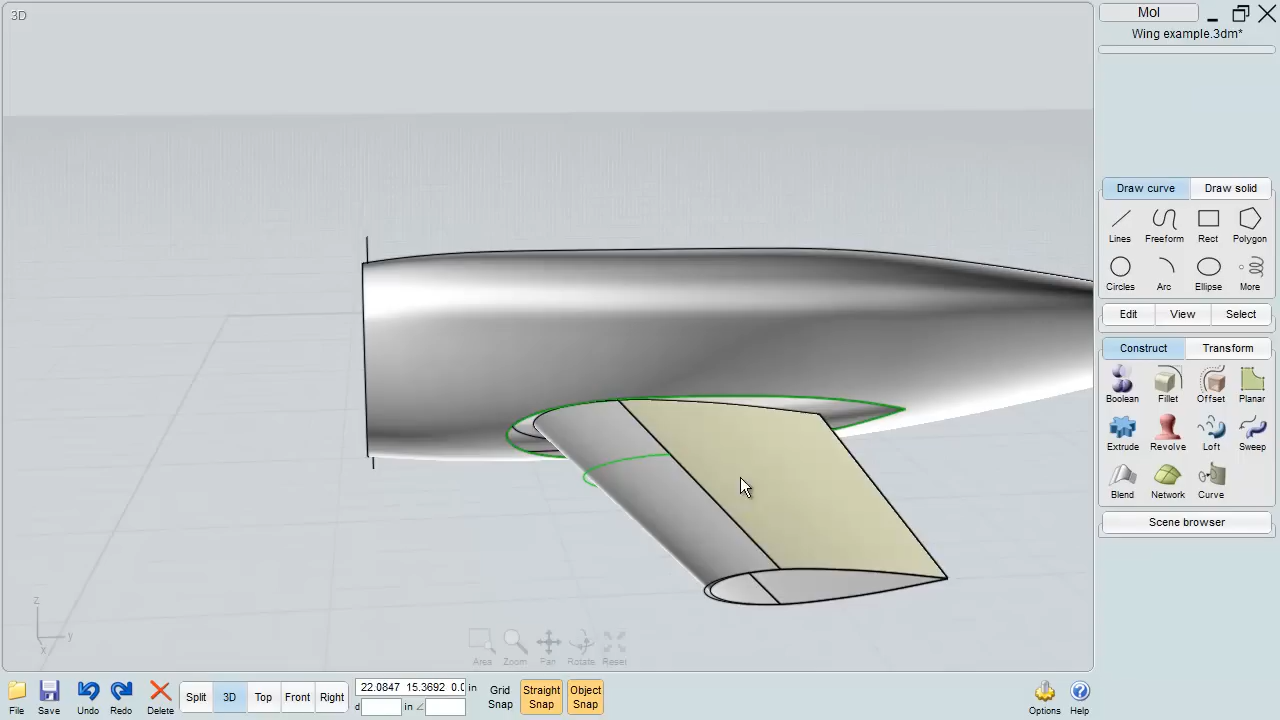 3D
MoI
Wing example.3dm*
Draw curve Draw solid
Lines Freeform Rect Polygon
Circles Arc Ellipse More
Edit View Select
Construct Transform
Boolean Fillet Offset Planar
Extrude Revolve Loft Sweep
Blend Network Curve
Scene browser
z
y
x
Area Zoom Pan Rotate Reset
File Save Undo Redo Delete
Split 3D Top Front Right
22.0847 15.3692 0.0 in
d in ∠
Grid Snap
Straight Snap
Object Snap
Options Help